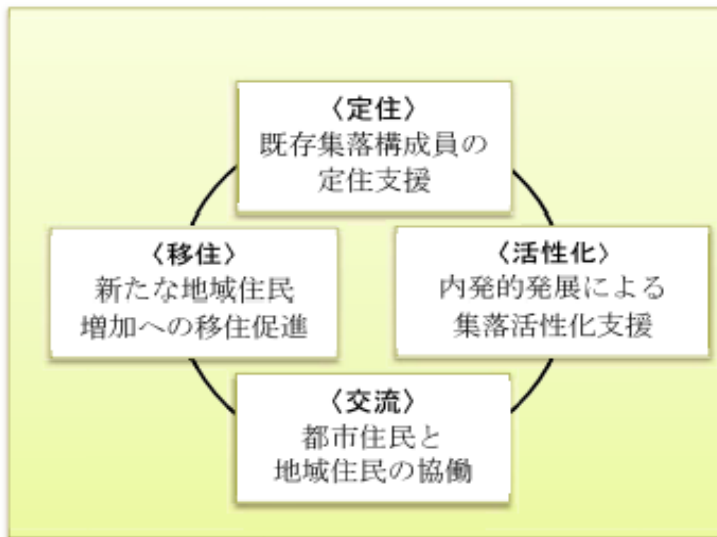 〈定住〉
既存集落構成員の
定住支援
〈移住〉
新たな地域住民
増加への移住促進
〈活性化〉
内発的発展による
集落活性化支援
〈交流〉
都市住民と
地域住民の協働